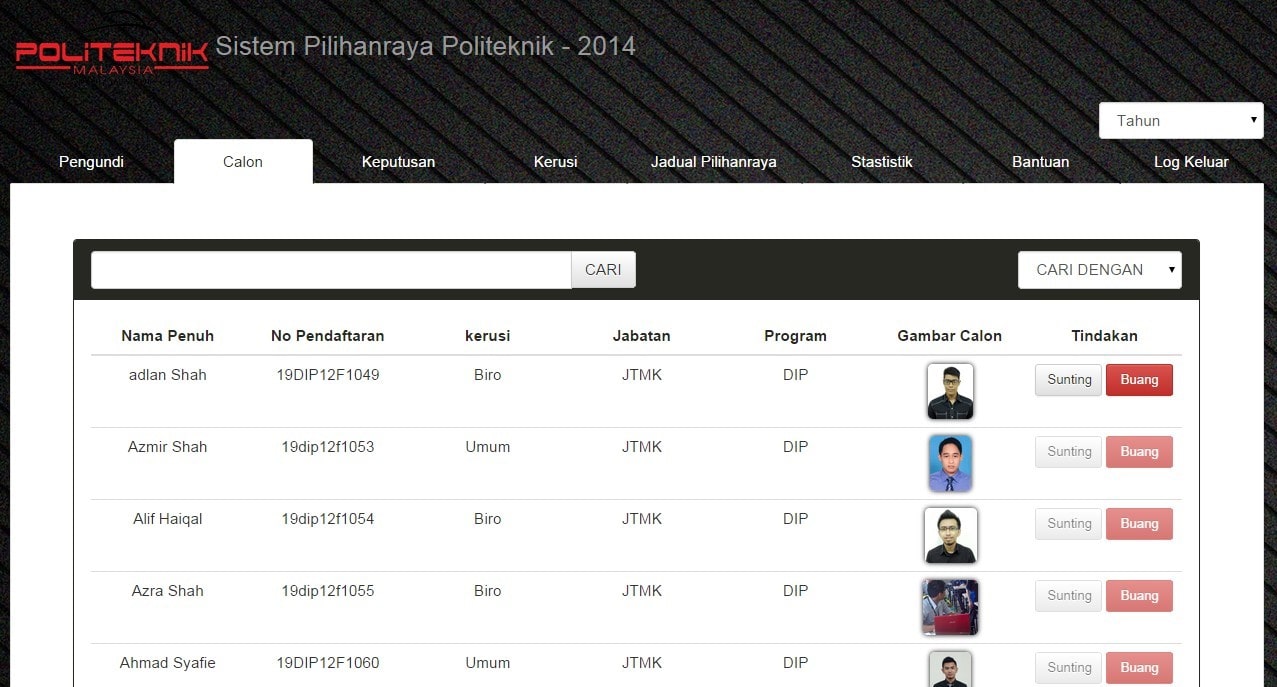 POLITEKNIK
MALAYSIA
Sistem Pilihanraya Politeknik - 2014
Tahun
Pengundi Calon Keputusan Kerusi Jadual Pilihanraya Stastistik Bantuan Log Keluar
CARI CARI DENGAN
Nama Penuh No Pendaftaran kerusi Jabatan Program Gambar Calon Tindakan
adlan Shah 19DIP12F1049 Biro JTMK DIP Sunting Buang
Azmir Shah 19dip12f1053 Umum JTMK DIP Sunting Buang
Alif Haiqal 19dip12f1054 Biro JTMK DIP Sunting Buang
Azra Shah 19dip12f1055 Biro JTMK DIP Sunting Buang
Ahmad Syafie 19DIP12F1060 Umum JTMK DIP Sunting Buang